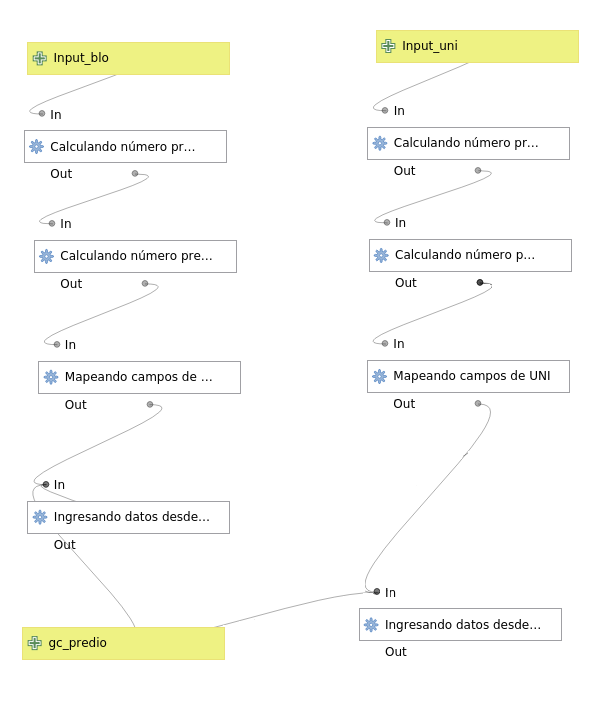 Input_blo
In
Calculando número pr…
Out
In
Calculando número pre…
Out
In
Mapeando campos de …
Out
In
Ingresando datos desde…
Out
gc_predio
Input_uni
In
Calculando número pr…
Out
In
Calculando número p…
Out
In
Mapeando campos de UNI
Out
In
Ingresando datos desde…
Out